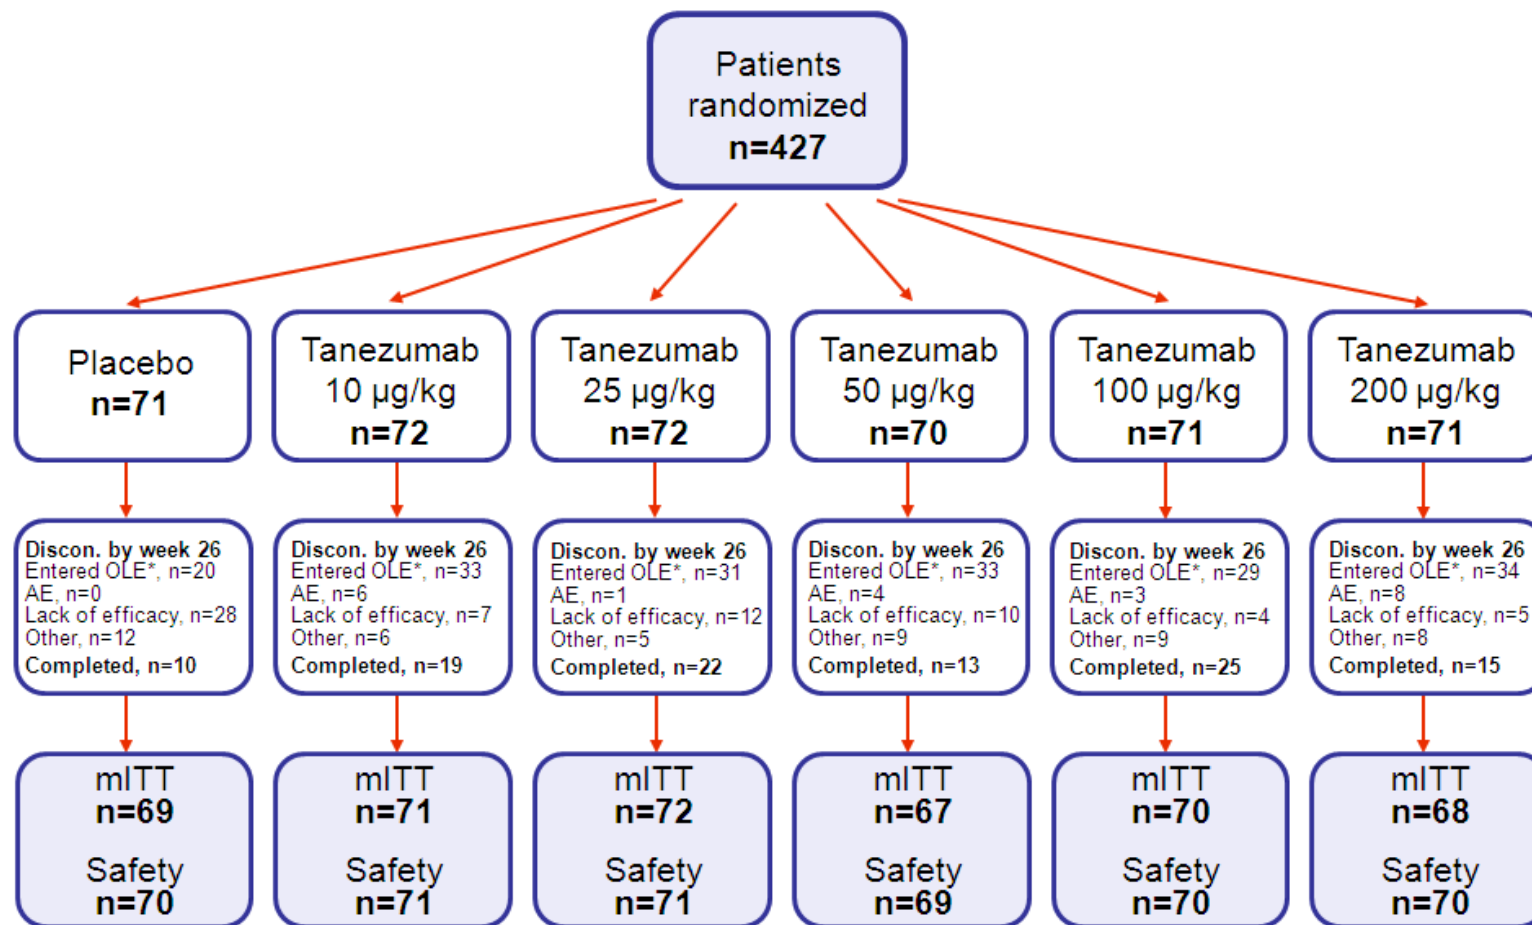 Patients
randomized
n=427
Placebo
n=71
Tanezumab
10 µg/kg
n=72
Tanezumab
25 µg/kg
n=72
Tanezumab
50 µg/kg
n=70
Tanezumab
100 µg/kg
n=71
Tanezumab
200 µg/kg
n=71
Discon. by week 26
Entered OLE*, n=20
AE, n=0
Lack of efficacy, n=28
Other, n=12
Completed, n=10
Discon. by week 26
Entered OLE*, n=33
AE, n=6
Lack of efficacy, n=7
Other, n=6
Completed, n=19
Discon. by week 26
Entered OLE*, n=31
AE, n=1
Lack of efficacy, n=12
Other, n=5
Completed, n=22
Discon. by week 26
Entered OLE*, n=33
AE, n=4
Lack of efficacy, n=10
Other, n=9
Completed, n=13
Discon. by week 26
Entered OLE*, n=29
AE, n=3
Lack of efficacy, n=4
Other, n=9
Completed, n=25
Discon. by week 26
Entered OLE*, n=34
AE, n=8
Lack of efficacy, n=5
Other, n=8
Completed, n=15
mITT
n=69
Safety
n=70
mITT
n=71
Safety
n=71
mITT
n=72
Safety
n=71
mITT
n=67
Safety
n=69
mITT
n=70
Safety
n=70
mITT
n=68
Safety
n=70